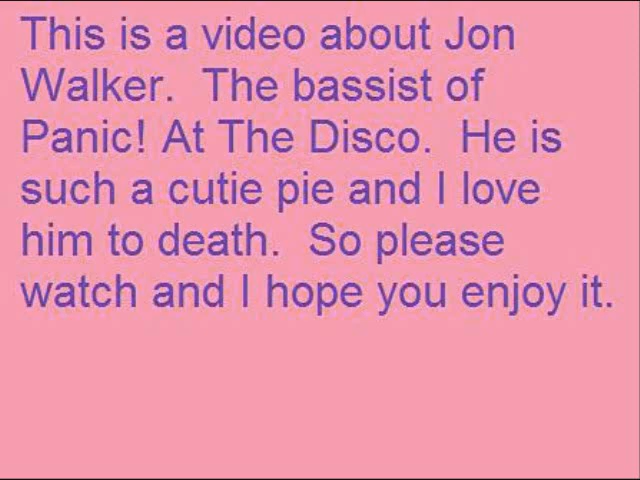 This is a video about Jon
Walker.  The bassist of
Panic! At The Disco.  He is
such a cutie pie and I love
him to death.  So please
watch and I hope you enjoy it.